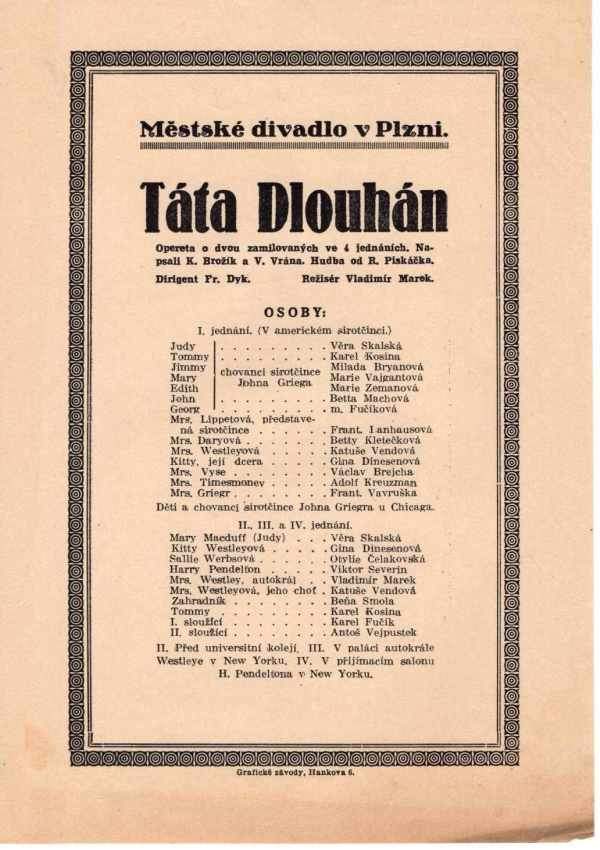 Městské divadlo v Plzni.
Táta Dlouhán
Opereta o dvou zamilovaných ve 4 jednáních. Na-
psali K. Brožík a V. Vrána. Hudba od R. Piskáčka.
Dirigent Fr. Dyk. Režisér Vladimír Marek.
OSOBY:
I. jednání. (V americkém sirotčinci.)
Judy . . . . . . . . . Věra Skalská
Tommy . . . . . . . . . Karel Kosina
Jimmy Milada Bryanová
chovanci sirotčince
Mary Marie Vajgantová
Johna Griega
Edith Marie Zemanová
John . . . . . . . . . Betta Machová
Georg . . . . . . . . . m. Fučíková
Mrs. Lippetová, představe-
ná sirotčince . . . . . . Frant. Lanhausová
Mrs. Daryová . . . . . . Betty Kletečková
Mrs. Westleyová . . . . . Katuše Vendová
Kitty, její dcera . . . . . Gina Dinesenová
Mrs. Vyse . . . . . . . Václav Brejcha
Mrs. Timesmoney . . . . . Adolf Kreuzman
Mrs. Griegr . . . . . . . Frant. Vavruška
Děti a chovanci sirotčince Johna Griegra u Chicaga.
II., III. a IV. jednání.
Mary Macduff (Judy) . . . Věra Skalská
Kitty Westleyová . . . . . Gina Dinesenová
Sallie Werbsová . . . . . Otylie Čelakovská
Harry Pendelton . . . . . Viktor Severin
Mrs. Westley, autokrál . . Vladimír Marek
Mrs. Westleyová, jeho choť . Katuše Vendová
Zahradník . . . . . . . Beňa Smola
Tommy . . . . . . . . Karel Kosina
I. sloužící . . . . . . . Karel Fučík
II. sloužící . . . . . . . Antoš Vejpustek
II. Před universitní kolejí, III. V paláci autokrále
Westleye v New Yorku. IV. V přijímacím salonu
H. Pendeltona v New Yorku.
Grafické závody, Hankova 6.